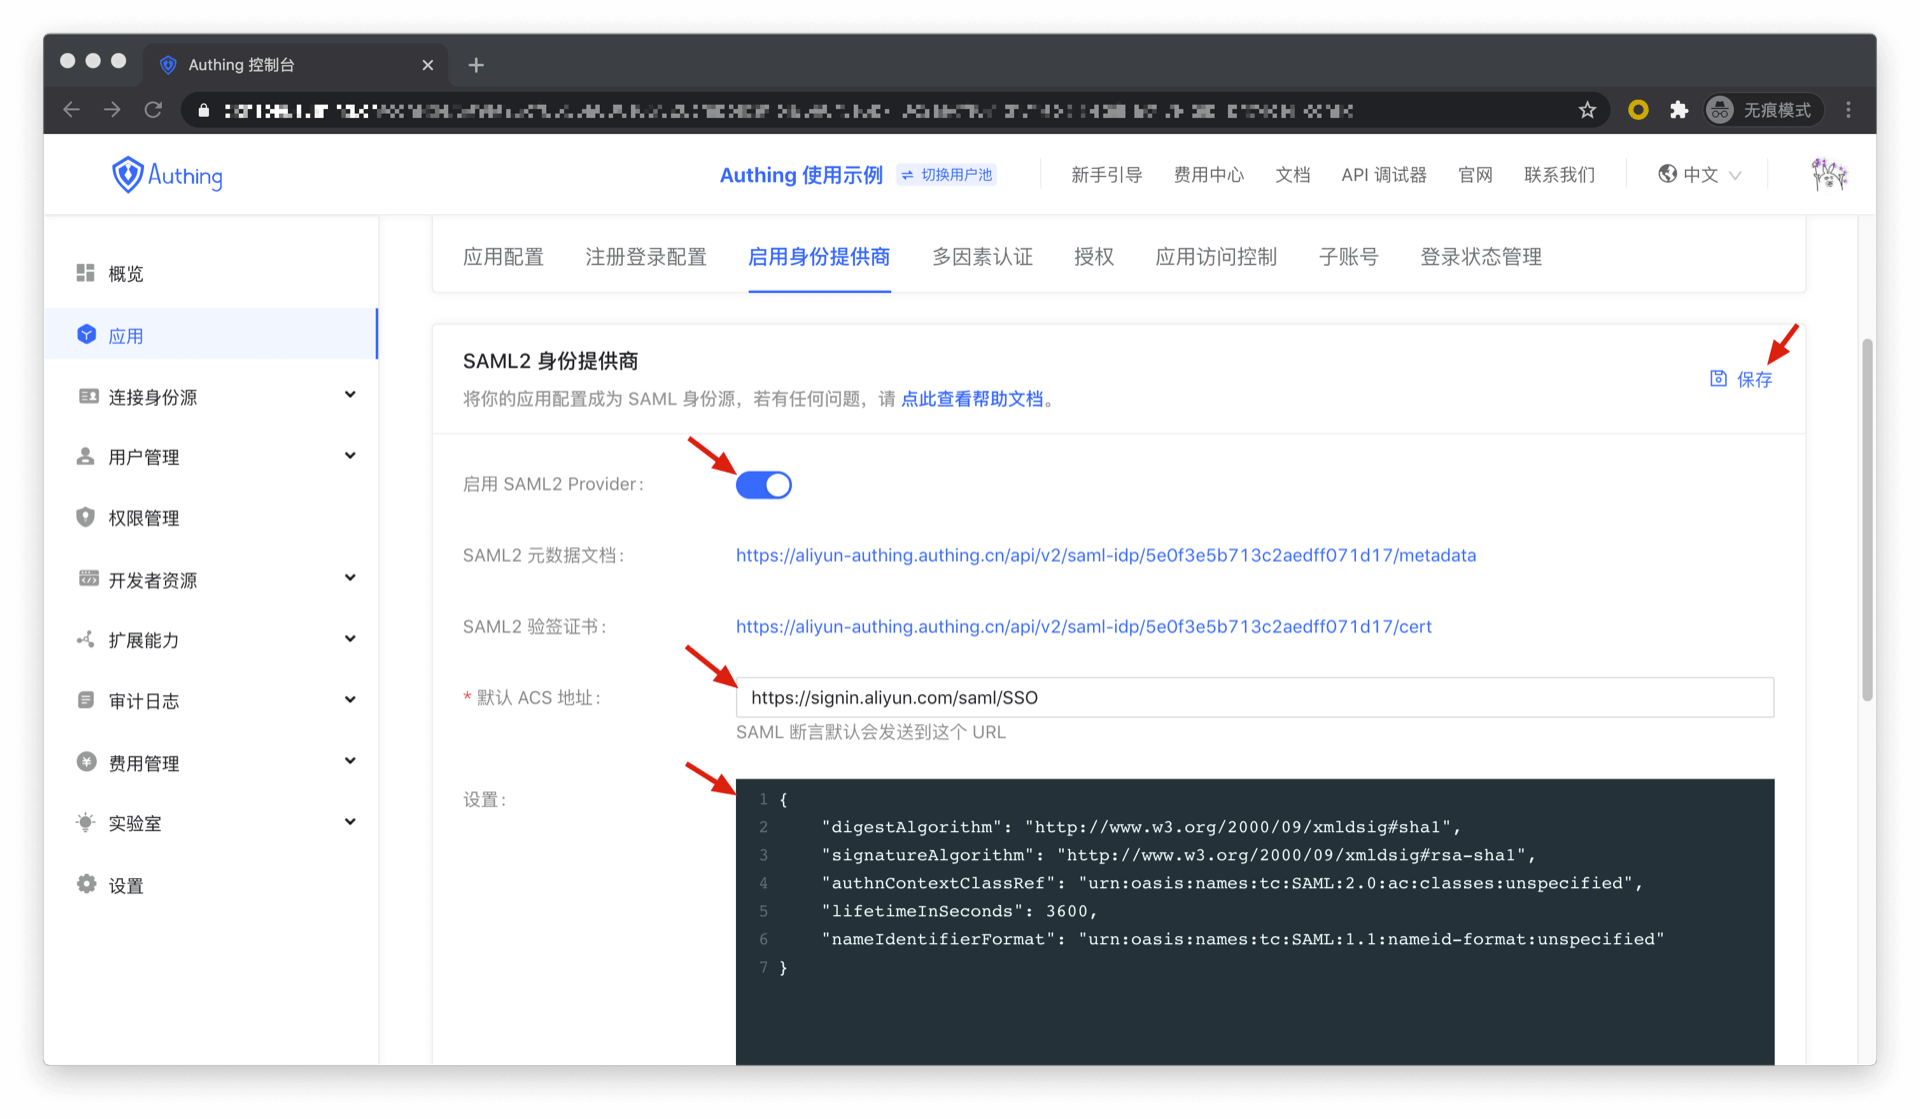 Authing 控制台
无痕模式
Authing
Authing 使用示例 切换用户池 新手引导 费用中心 文档 API 调试器 官网 联系我们 中文
概览
应用
连接身份源
用户管理
权限管理
开发者资源
扩展能力
审计日志
费用管理
实验室
设置
应用配置 注册登录配置 启用身份提供商 多因素认证 授权 应用访问控制 子账号 登录状态管理
SAML2 身份提供商
将你的应用配置成为 SAML 身份源，若有任何问题，请 点此查看帮助文档。
保存
启用 SAML2 Provider:
SAML2 元数据文档: https://aliyun-authing.authing.cn/api/v2/saml-idp/5e0f3e5b713c2aedff071d17/metadata
SAML2 验签证书: https://aliyun-authing.authing.cn/api/v2/saml-idp/5e0f3e5b713c2aedff071d17/cert
* 默认 ACS 地址: https://signin.aliyun.com/saml/SSO
SAML 断言默认会发送到这个 URL
设置:
1 {
2 "digestAlgorithm": "http://www.w3.org/2000/09/xmldsig#sha1",
3 "signatureAlgorithm": "http://www.w3.org/2000/09/xmldsig#rsa-sha1",
4 "authnContextClassRef": "urn:oasis:names:tc:SAML:2.0:ac:classes:unspecified",
5 "lifetimeInSeconds": 3600,
6 "nameIdentifierFormat": "urn:oasis:names:tc:SAML:1.1:nameid-format:unspecified"
7 }